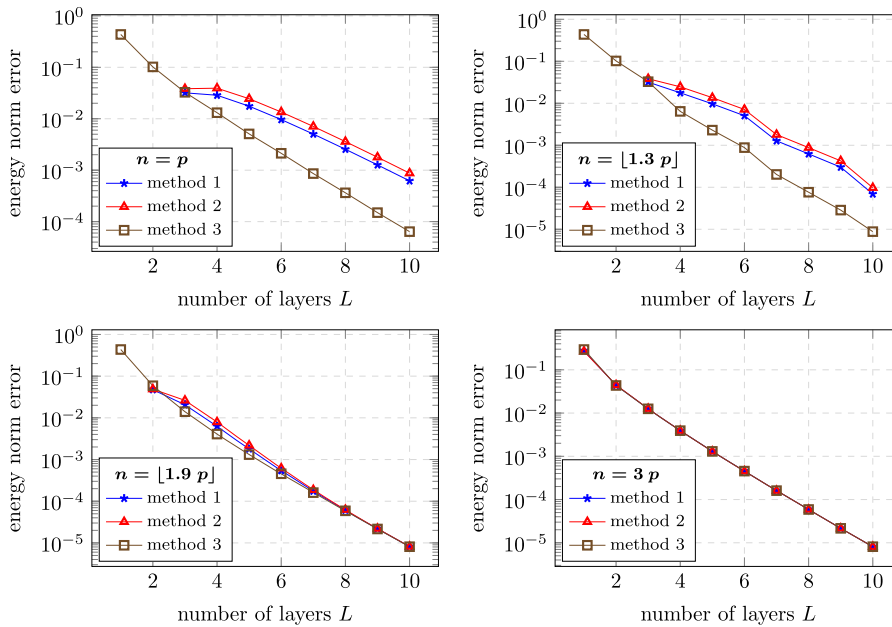 energy norm error
10^0
10^−1
10^−2
10^−3
10^−4
n = p
method 1
method 2
method 3
2 4 6 8 10
number of layers L
energy norm error
10^0
10^−1
10^−2
10^−3
10^−4
10^−5
n = ⌊1.3 p⌋
method 1
method 2
method 3
2 4 6 8 10
number of layers L
energy norm error
10^0
10^−1
10^−2
10^−3
10^−4
10^−5
n = ⌊1.9 p⌋
method 1
method 2
method 3
2 4 6 8 10
number of layers L
energy norm error
10^−1
10^−2
10^−3
10^−4
10^−5
n = 3 p
method 1
method 2
method 3
2 4 6 8 10
number of layers L